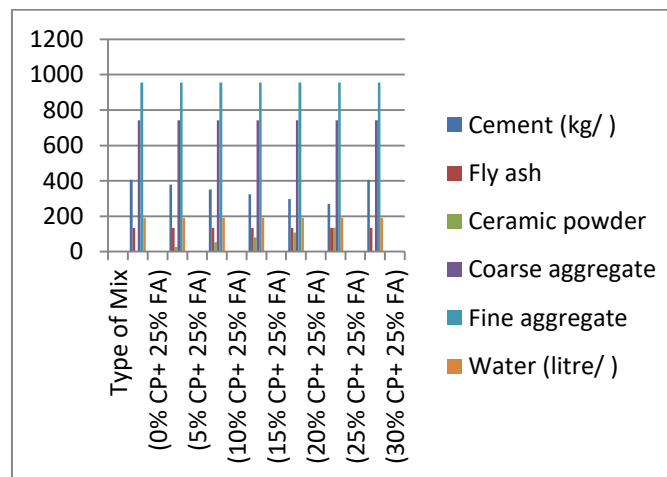 1200
1000
800
600
400
200
0
Type of Mix
(0% CP+ 25% FA)
(5% CP+ 25% FA)
(10% CP+ 25% FA)
(15% CP+ 25% FA)
(20% CP+ 25% FA)
(25% CP+ 25% FA)
(30% CP+ 25% FA)
Cement (kg/ )
Fly ash
Ceramic powder
Coarse aggregate
Fine aggregate
Water (litre/ )